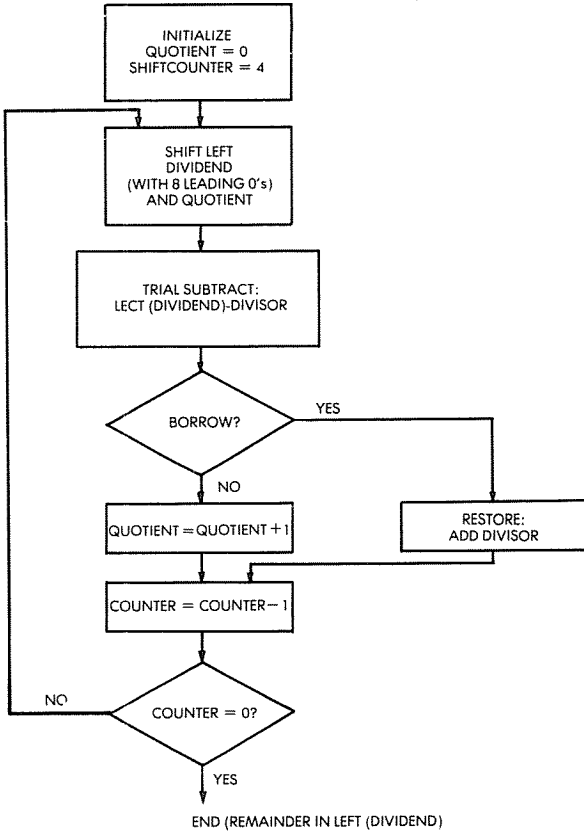 INITIALIZE
QUOTIENT = 0
SHIFTCOUNTER = 4
SHIFT LEFT
DIVIDEND
(WITH 8 LEADING 0's)
AND QUOTIENT
TRIAL SUBTRACT:
LECT (DIVIDEND)-DIVISOR
BORROW?
YES
NO
QUOTIENT = QUOTIENT + 1
RESTORE:
ADD DIVISOR
COUNTER = COUNTER - 1
NO
COUNTER = 0?
YES
END (REMAINDER IN LEFT (DIVIDEND)